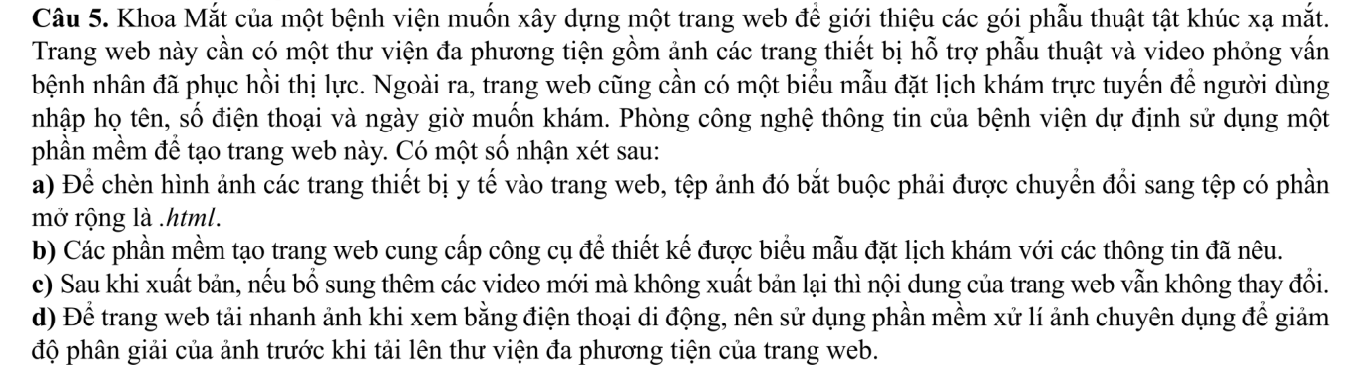 Câu 5. Khoa Mắt của một bệnh viện muốn xây dựng một trang web để giới thiệu các gói phẫu thuật tật khúc xạ mắt.
Trang web này cần có một thư viện đa phương tiện gồm ảnh các trang thiết bị hỗ trợ phẫu thuật và video phỏng vấn
bệnh nhân đã phục hồi thị lực. Ngoài ra, trang web cũng cần có một biểu mẫu đặt lịch khám trực tuyến để người dùng
nhập họ tên, số điện thoại và ngày giờ muốn khám. Phòng công nghệ thông tin của bệnh viện dự định sử dụng một
phần mềm để tạo trang web này. Có một số nhận xét sau:
a) Để chèn hình ảnh các trang thiết bị y tế vào trang web, tệp ảnh đó bắt buộc phải được chuyển đổi sang tệp có phần
mở rộng là .html.
b) Các phần mềm tạo trang web cung cấp công cụ để thiết kế được biểu mẫu đặt lịch khám với các thông tin đã nêu.
c) Sau khi xuất bản, nếu bổ sung thêm các video mới mà không xuất bản lại thì nội dung của trang web vẫn không thay đổi.
d) Để trang web tải nhanh ảnh khi xem bằng điện thoại di động, nên sử dụng phần mềm xử lí ảnh chuyên dụng để giảm
độ phân giải của ảnh trước khi tải lên thư viện đa phương tiện của trang web.